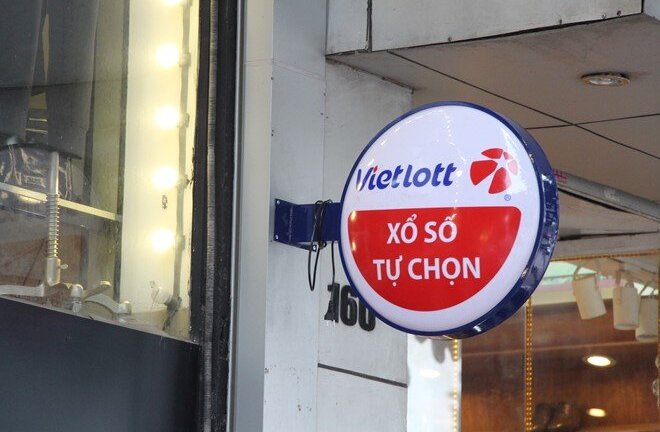 Vietlott
®
XỔ SỐ
TỰ CHỌN
160